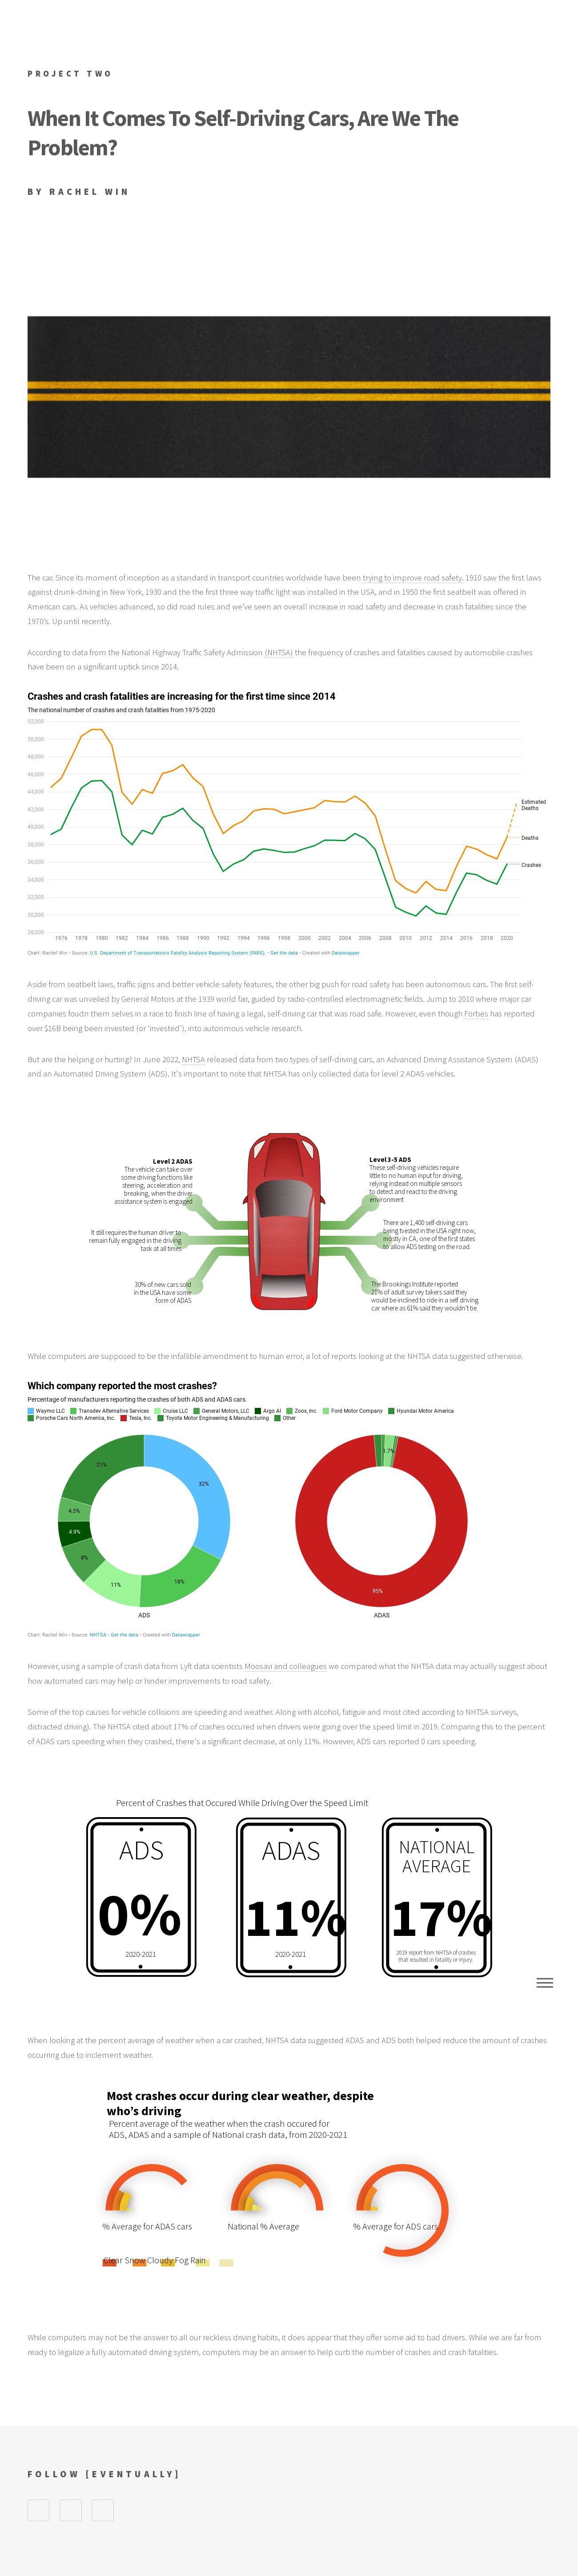 PROJECT TWO
When It Comes To Self-Driving Cars, Are We The
Problem?
BY RACHEL WIN
The car. Since its moment of inception as a standard in transport countries worldwide have been trying to improve road safety. 1910 saw the first laws
against drunk-driving in New York, 1930 and the the first three way traffic light was installed in the USA, and in 1950 the first seatbelt was offered in
American cars. As vehicles advanced, so did road rules and we've seen an overall increase in road safety and decrease in crash fatalities since the
1970's. Up until recently.
According to data from the National Highway Traffic Safety Admission (NHTSA) the frequency of crashes and fatalities caused by automobile crashes
have been on a significant uptick since 2014.
Crashes and crash fatalities are increasing for the first time since 2014
The national number of crashes and crash fatalities from 1975-2020
52,000
50,000
48,000
46,000
44,000
42,000
40,000
38,000
36,000
34,000
32,000
30,000
28,000
Estimated
Deaths
Deaths
Crashes
1976 1978 1980 1982 1984 1986 1988 1990 1992 1994 1996 1998 2000 2002 2004 2006 2008 2010 2012 2014 2016 2018 2020
Chart: Rachel Win • Source: U.S. Department of Transportation's Fatality Analysis Reporting System (FARS). • Get the data • Created with Datawrapper
Aside from seatbelt laws, traffic signs and better vehicle safety features, the other big push for road safety has been autonomous cars. The first self-
driving car was unveiled by General Motors at the 1939 world fair, guided by radio-controlled electromagnetic fields. Jump to 2010 where major car
companies foudn them selves in a race to finish line of having a legal, self-driving car that was road safe. However, even though Forbes has reported
over $16B being been invested (or 'invested'), into autonmous vehicle research.
But are the helping or hurting? In June 2022, NHTSA released data from two types of self-driving cars, an Advanced Driving Assistance System (ADAS)
and an Automated Driving System (ADS). It's important to note that NHTSA has only collected data for level 2 ADAS vehicles.
Level 2 ADAS
The vehicle can take over
some driving functions like
steering, acceleration and
breaking, when the driver
assistance system is engaged
It still requires the human driver to
remain fully engaged in the driving
task at all times
30% of new cars sold
in the USA have some
form of ADAS
Level 3-5 ADS
These self-driving vehicles require
little to no human input for driving,
relying instead on multiple sensors
to detect and react to the driving
environment
There are 1,400 self-driving cars
being tvested in the USA right now,
mostly in CA, one of the first states
to allow ADS testing on the road.
The Brookings Institute reported
21% of adult survey takers said they
would be inclined to ride in a self driving
car where as 61% said they wouldn't be.
While computers are supposed to be the infallible amendment to human error, a lot of reports looking at the NHTSA data suggested otherwise.
Which company reported the most crashes?
Percentage of manufacturers reporting the crashes of both ADS and ADAS cars.
Waymo LLC Transdev Alternative Services Cruise LLC General Motors, LLC Argo AI Zoox, Inc. Ford Motor Company Hyundai Motor America
Porsche Cars North America, Inc. Tesla, Inc. Toyota Motor Engineering & Manufacturing Other
32%
18%
11%
8%
4.9%
4.5%
21%
ADS
1.7%
95%
ADAS
Chart: Rachel Win • Source: NHTSA • Get the data • Created with Datawrapper
However, using a sample of crash data from Lyft data scientists Moosavi and colleagues we compared what the NHTSA data may actually suggest about
how automated cars may help or hinder improvements to road safety.
Some of the top causes for vehicle collisions are speeding and weather. Along with alcohol, fatigue and most cited according to NHTSA surveys,
distracted driving). The NHTSA cited about 17% of crashes occured when drivers were going over the speed limit in 2019. Comparing this to the percent
of ADAS cars speeding when they crashed, there's a significant decrease, at only 11%. However, ADS cars reported 0 cars speeding.
Percent of Crashes that Occured While Driving Over the Speed Limit
ADS
0%
2020-2021
ADAS
11%
2020-2021
NATIONAL
AVERAGE
17%
2019 report from NHTSA of crashes
that resulted in fatality or injury.
When looking at the percent average of weather when a car crashed, NHTSA data suggested ADAS and ADS both helped reduce the amount of crashes
occurring due to inclement weather.
Most crashes occur during clear weather, despite
who's driving
Percent average of the weather when the crash occured for
ADS, ADAS and a sample of National crash data, from 2020-2021
% Average for ADAS cars
National % Average
% Average for ADS cars
Clear Snow Cloudy Fog Rain
While computers may not be the answer to all our reckless driving habits, it does appear that they offer some aid to bad drivers. While we are far from
ready to legalize a fully automated driving system, computers may be an answer to help curb the number of crashes and crash fatalities.
FOLLOW [EVENTUALLY]